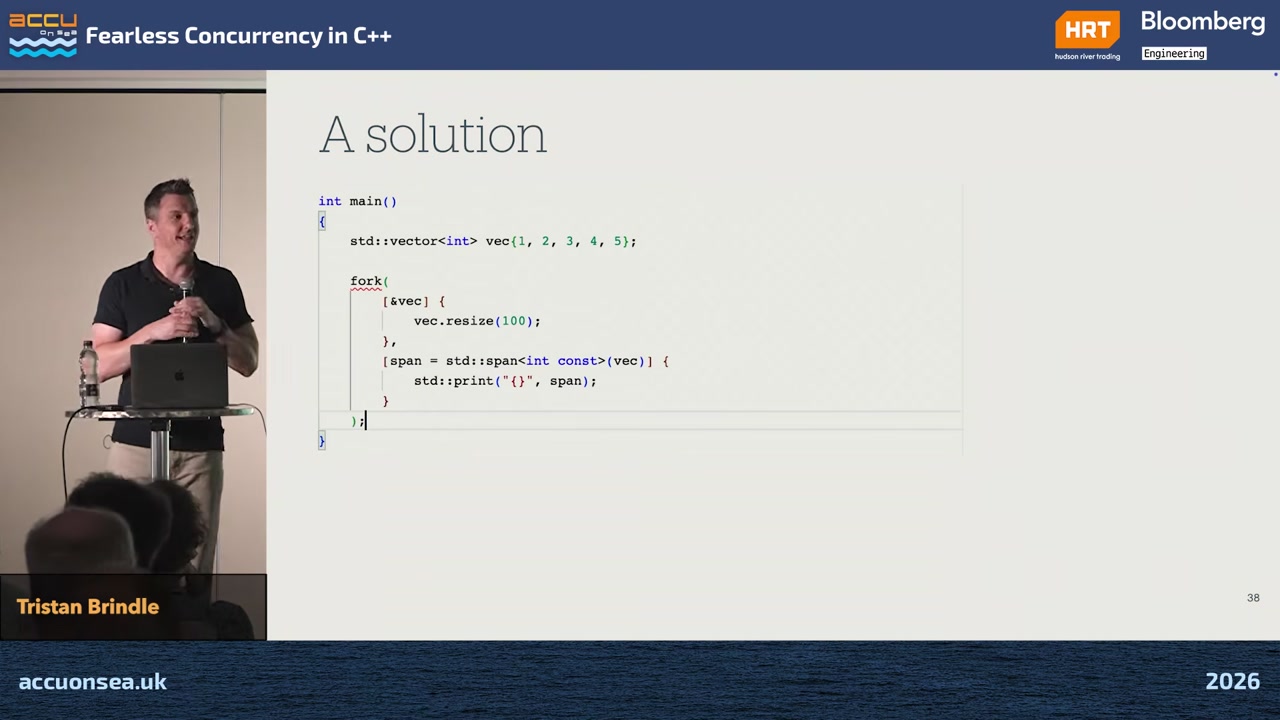 accu
on sea
Fearless Concurrency in C++
HRT
hudson river trading
Bloomberg
Engineering
A solution
int main()
{
    std::vector<int> vec{1, 2, 3, 4, 5};
    fork(
        [&vec] {
            vec.resize(100);
        },
        [span = std::span<int const>(vec)] {
            std::print("{}", span);
        }
    );
}
38
Tristan Brindle
accuonsea.uk
2026